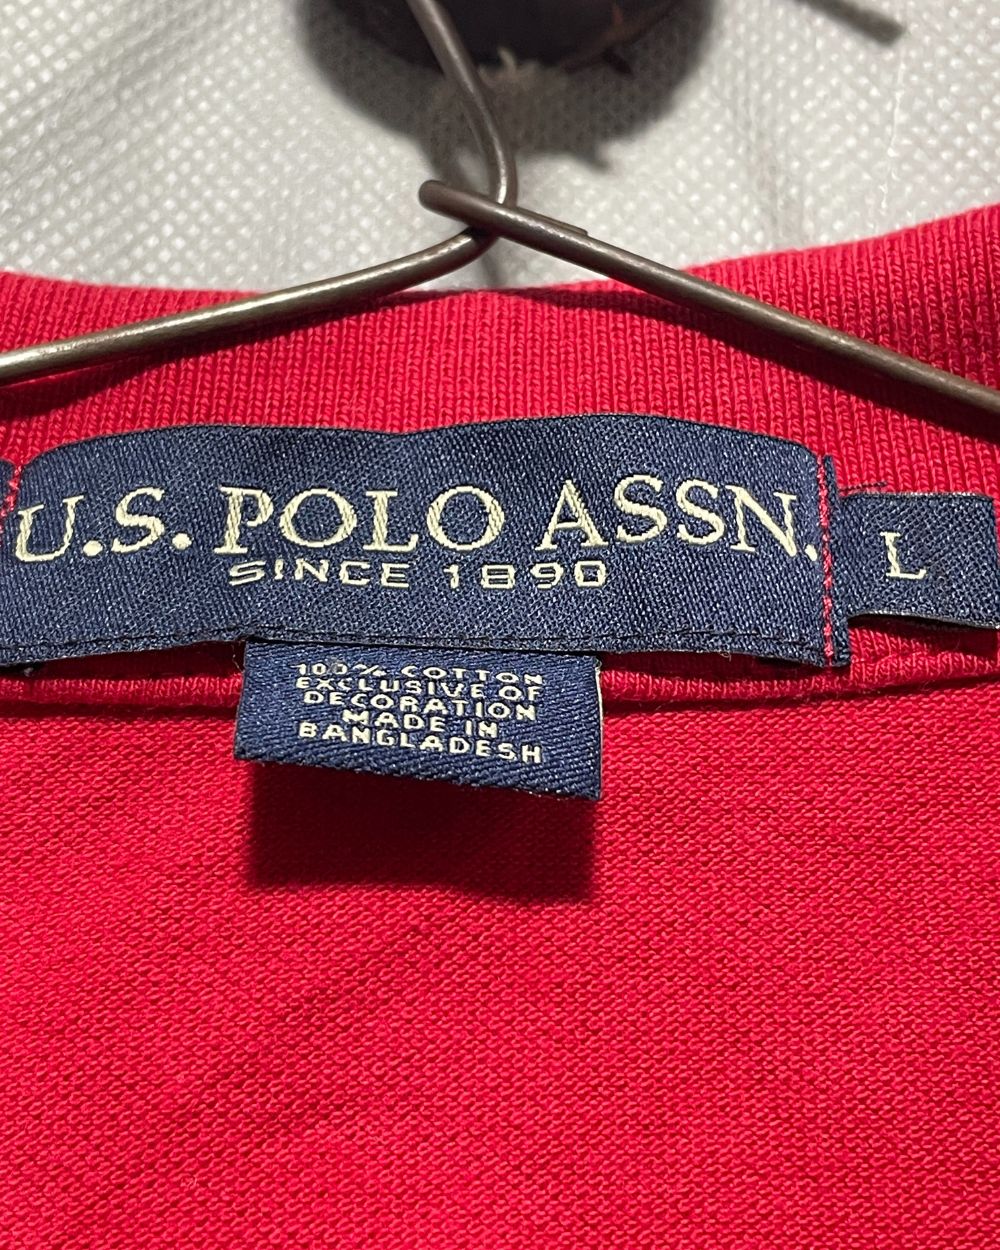 U.S. POLO ASSN.
SINCE 1890
L
100% COTTON
EXCLUSIVE OF
DECORATION
MADE IN
BANGLADESH